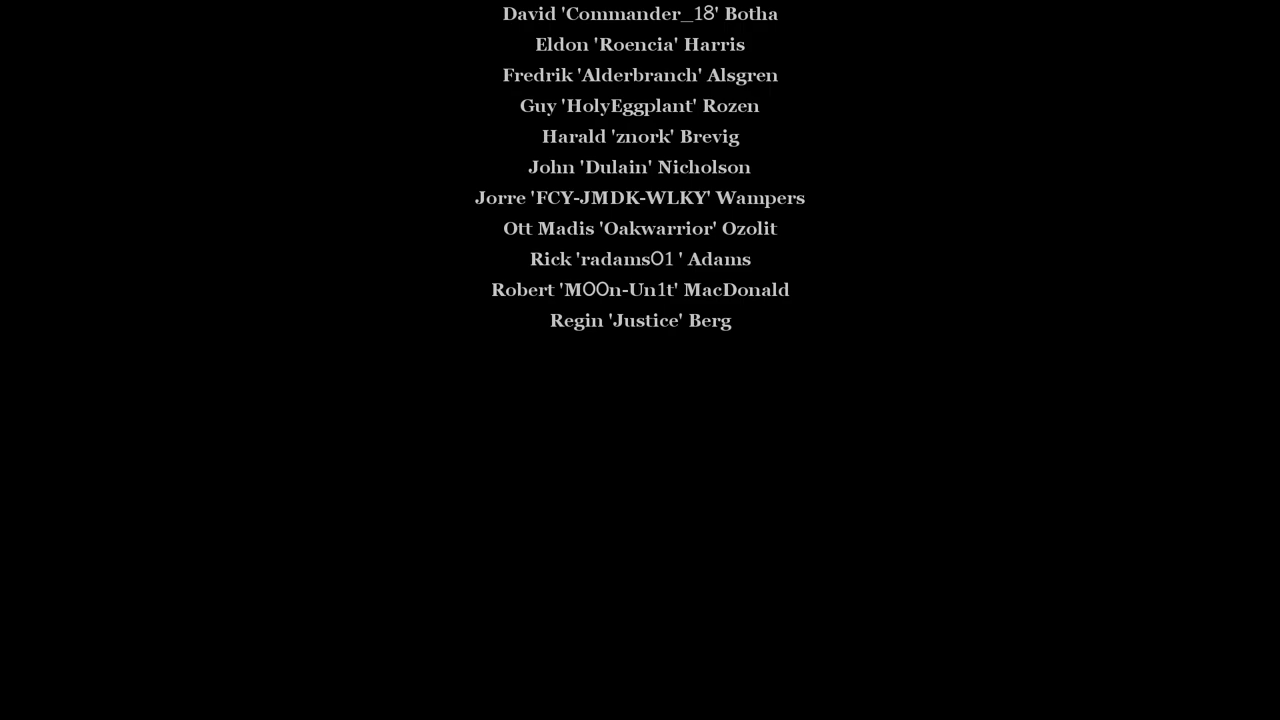 David 'Commander_18' Botha
Eldon 'Roencia' Harris
Fredrik 'Alderbranch' Alsgren
Guy 'HolyEggplant' Rozen
Harald 'znork' Brevig
John 'Dulain' Nicholson
Jorre 'FCY-JMDK-WLKY' Wampers
Ott Madis 'Oakwarrior' Ozolit
Rick 'radams01 ' Adams
Robert 'M00n-Un1t' MacDonald
Regin 'Justice' Berg